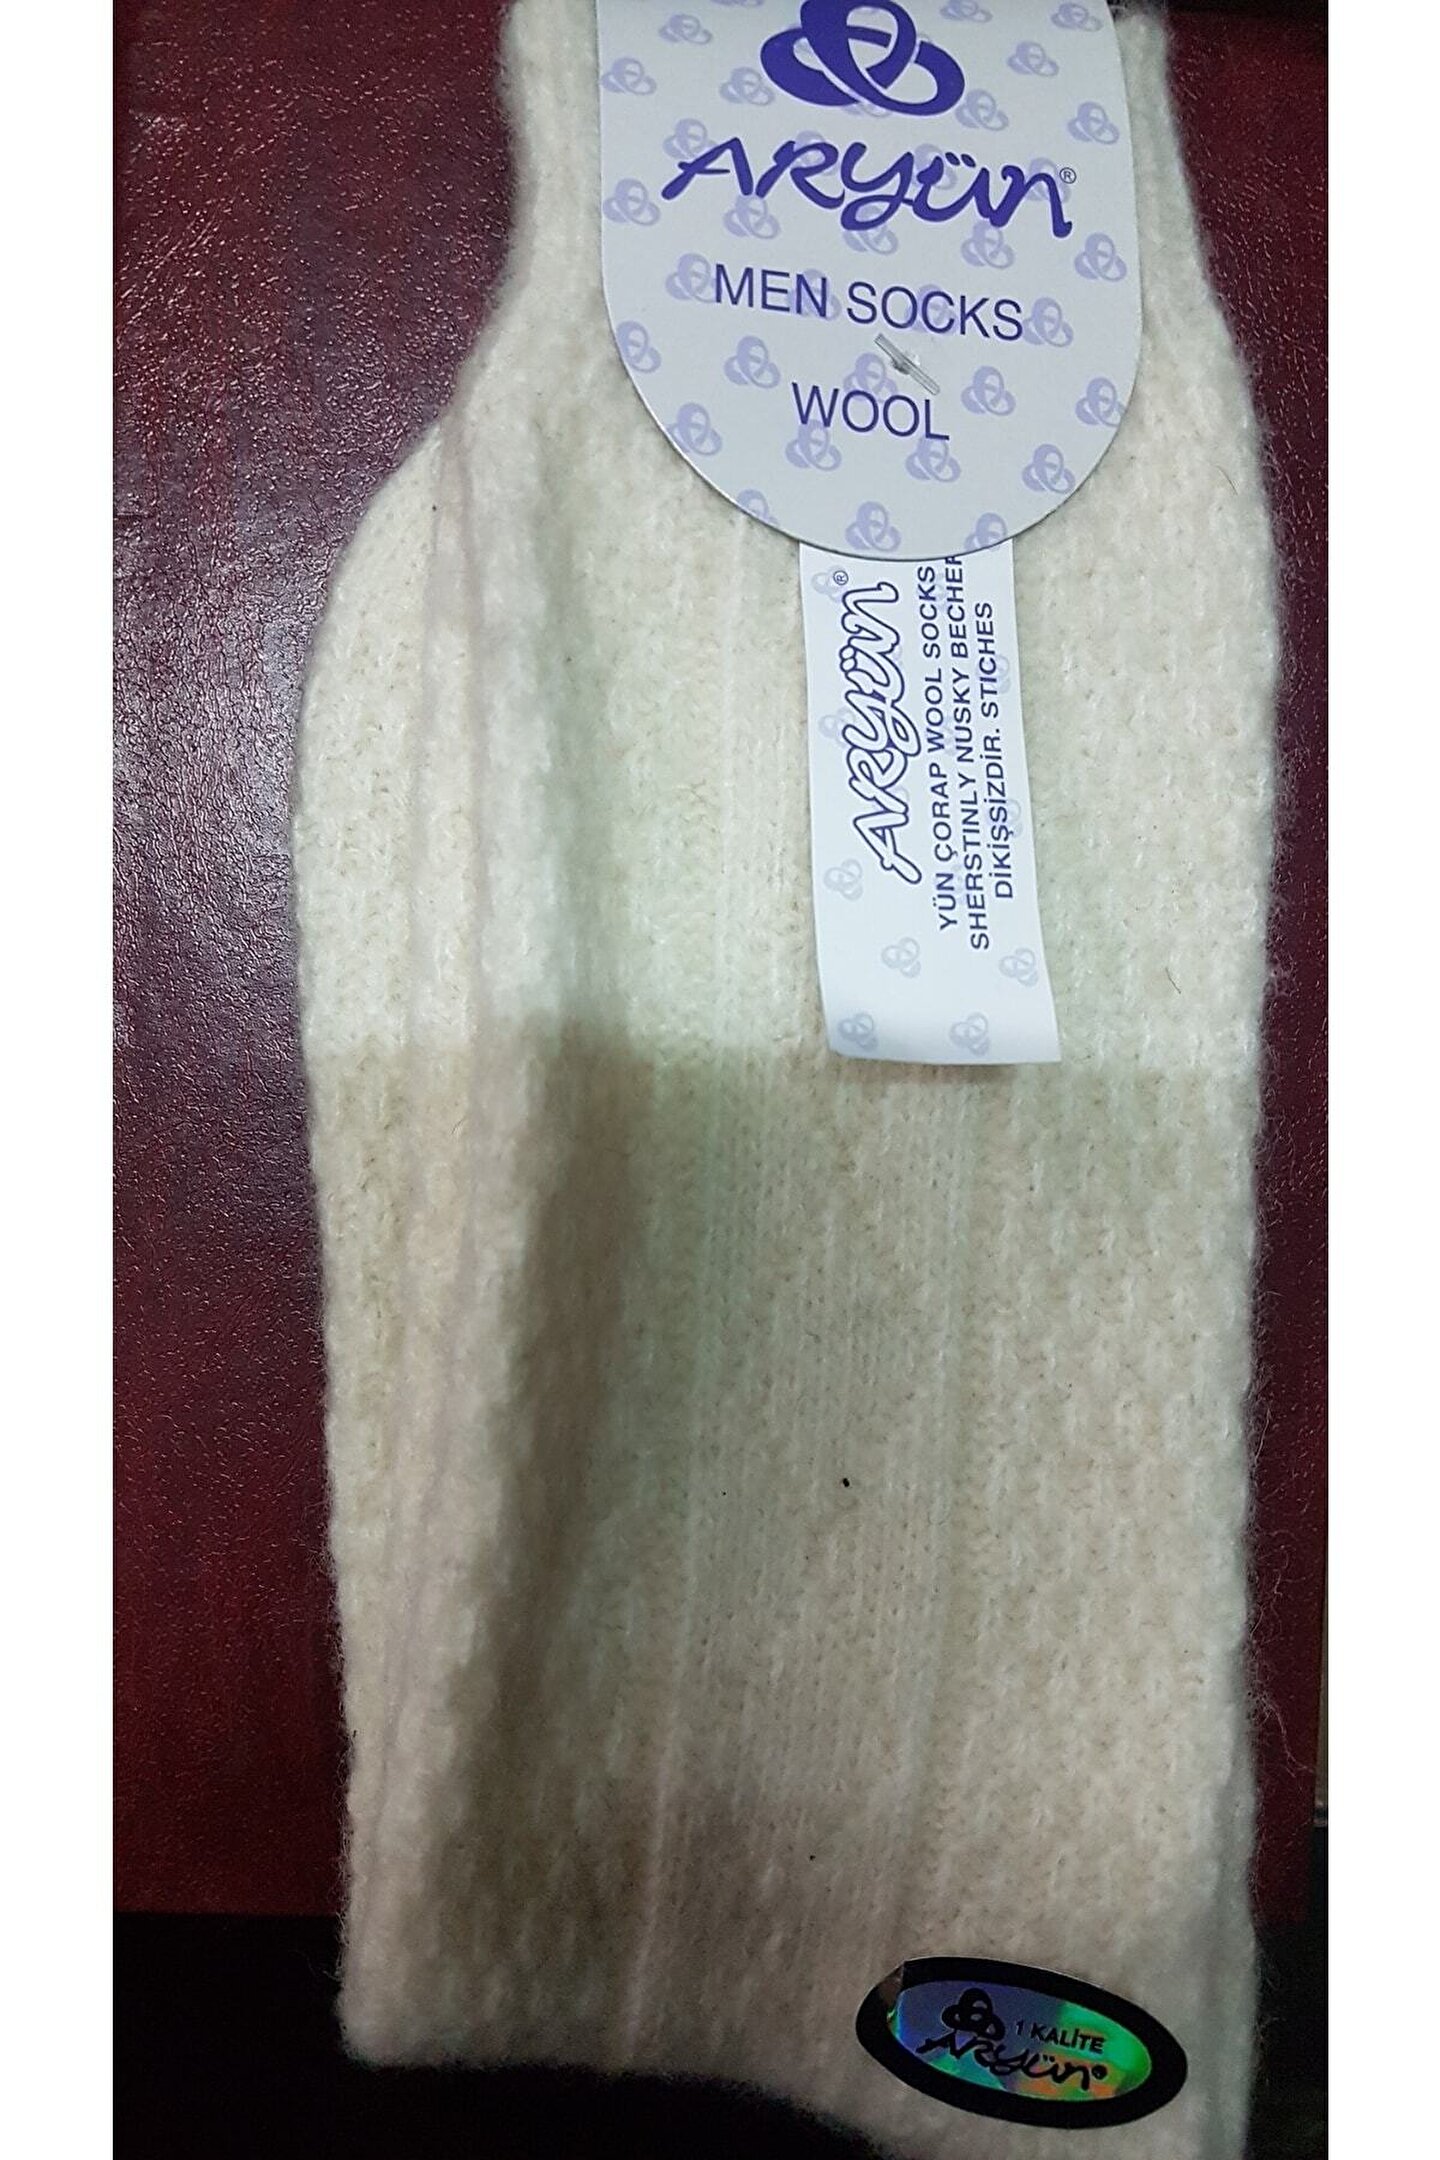 ARyün®
MEN SOCKS
WOOL
ARyün®
YÜN ÇORAP WOOL SOCKS
SHERSTINLY NUSKY BECHER
DİKİŞSİZDİR. STICHES
1 KALİTE
ARyün